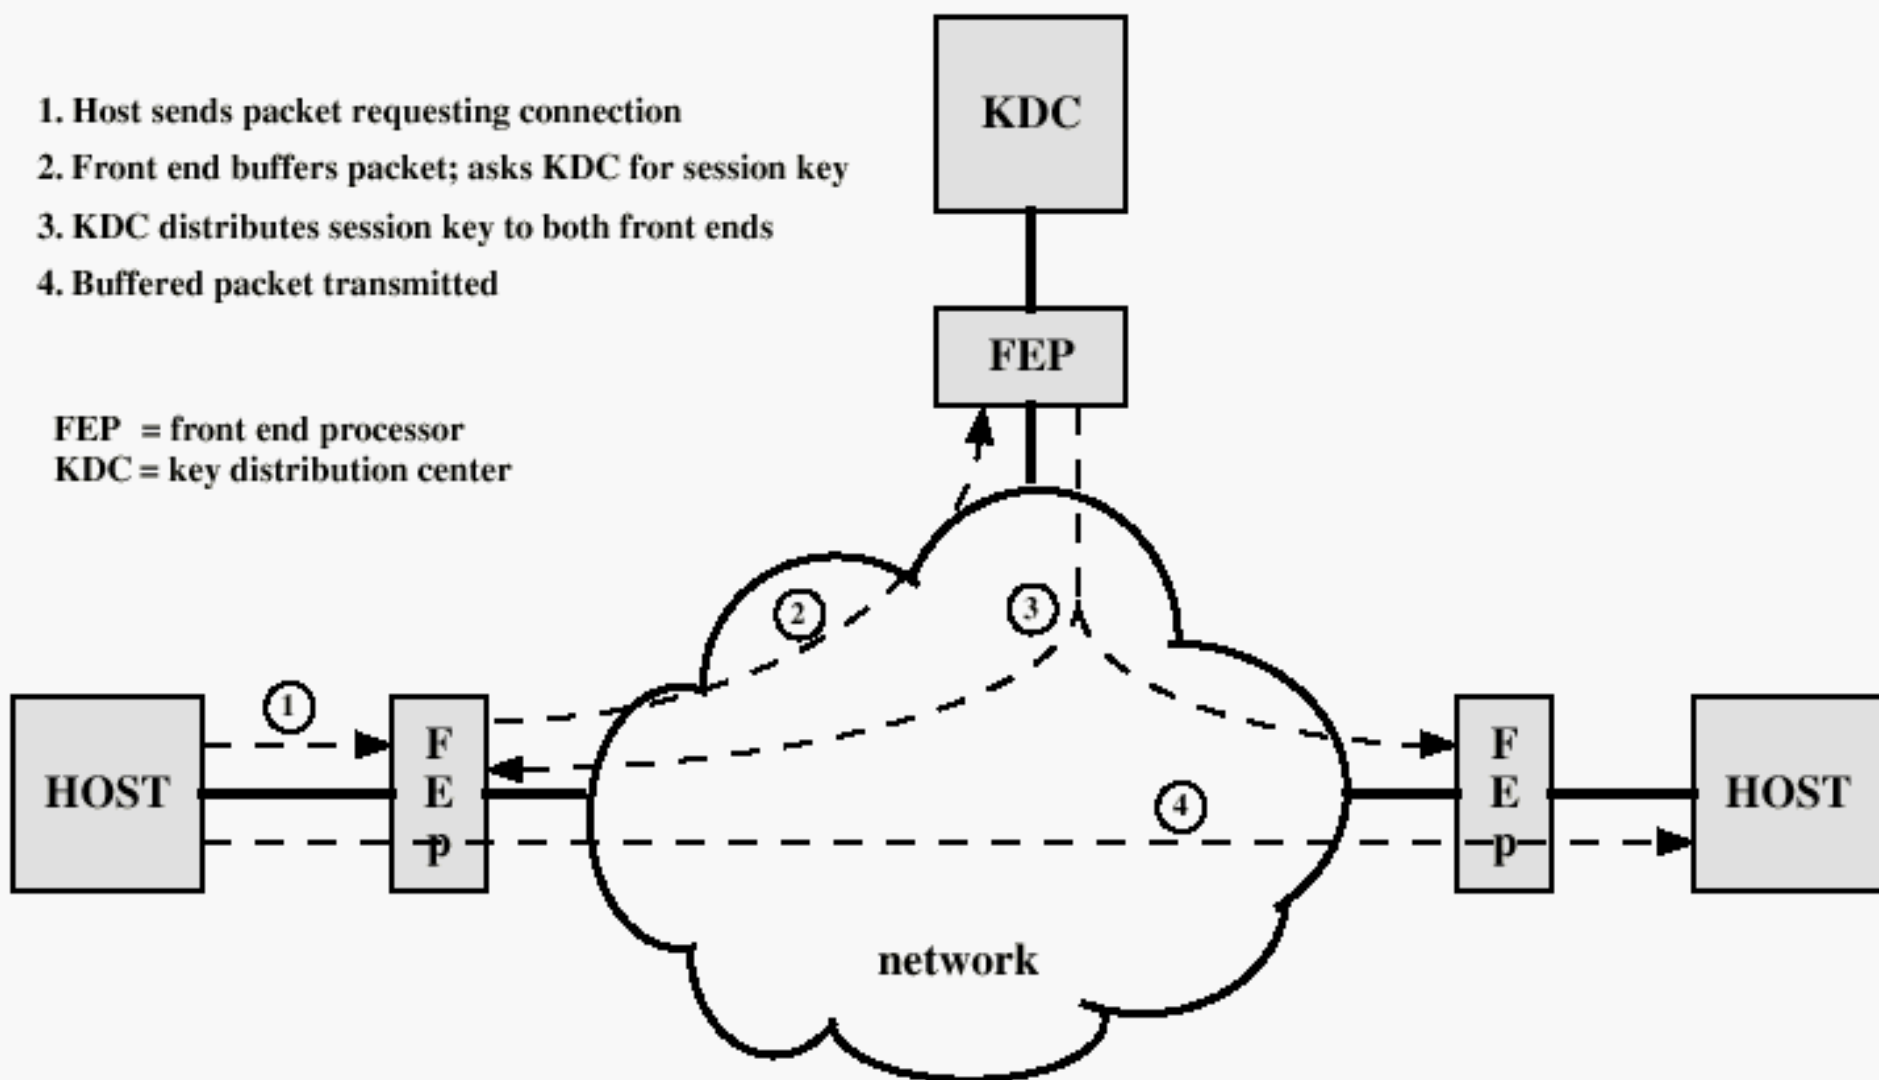 KDC
1. Host sends packet requesting connection
2. Front end buffers packet; asks KDC for session key
3. KDC distributes session key to both front ends
4. Buffered packet transmitted
FEP
FEP = front end processor
KDC = key distribution center
2
3
1
HOST
F
E
p
4
F
E
p
HOST
network